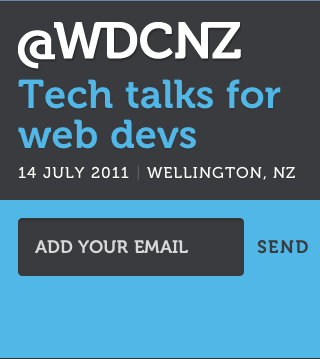 @WDCNZ
Tech talks for
web devs
14 JULY 2011 | WELLINGTON, NZ
ADD YOUR EMAIL SEND